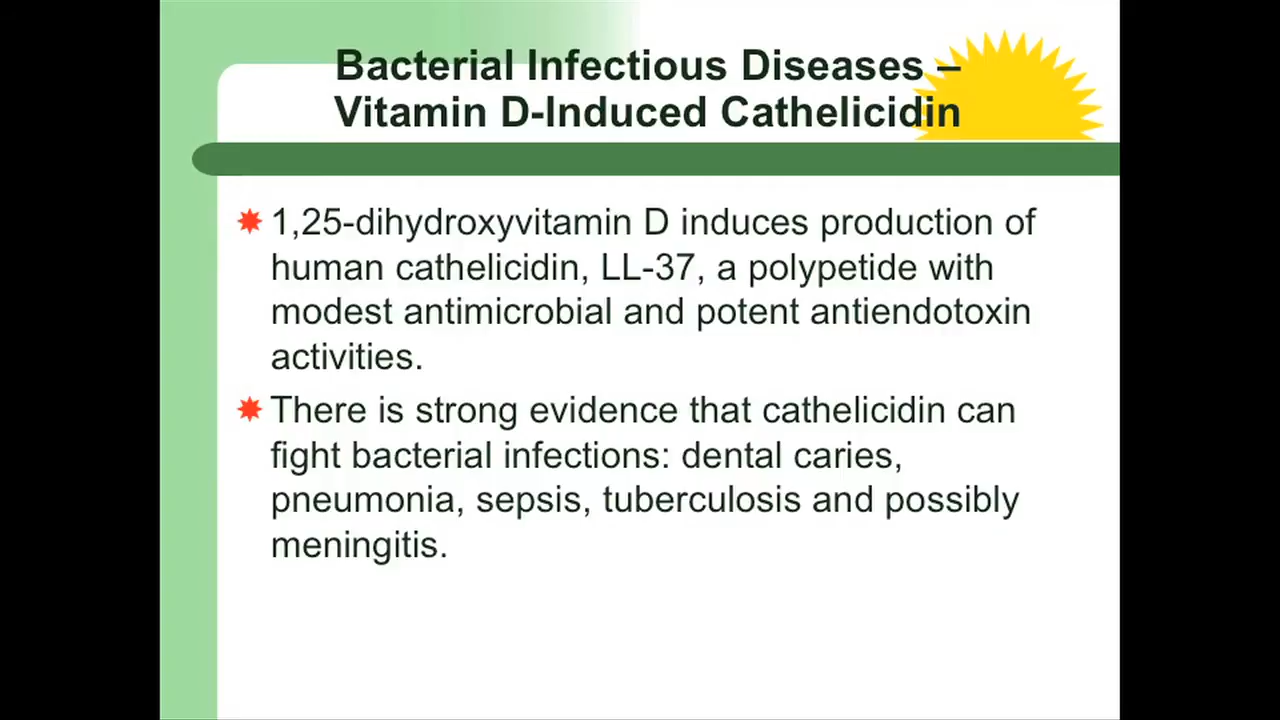 Bacterial Infectious Diseases –
Vitamin D-Induced Cathelicidin
1,25-dihydroxyvitamin D induces production of
human cathelicidin, LL-37, a polypetide with
modest antimicrobial and potent antiendotoxin
activities.
There is strong evidence that cathelicidin can
fight bacterial infections: dental caries,
pneumonia, sepsis, tuberculosis and possibly
meningitis.